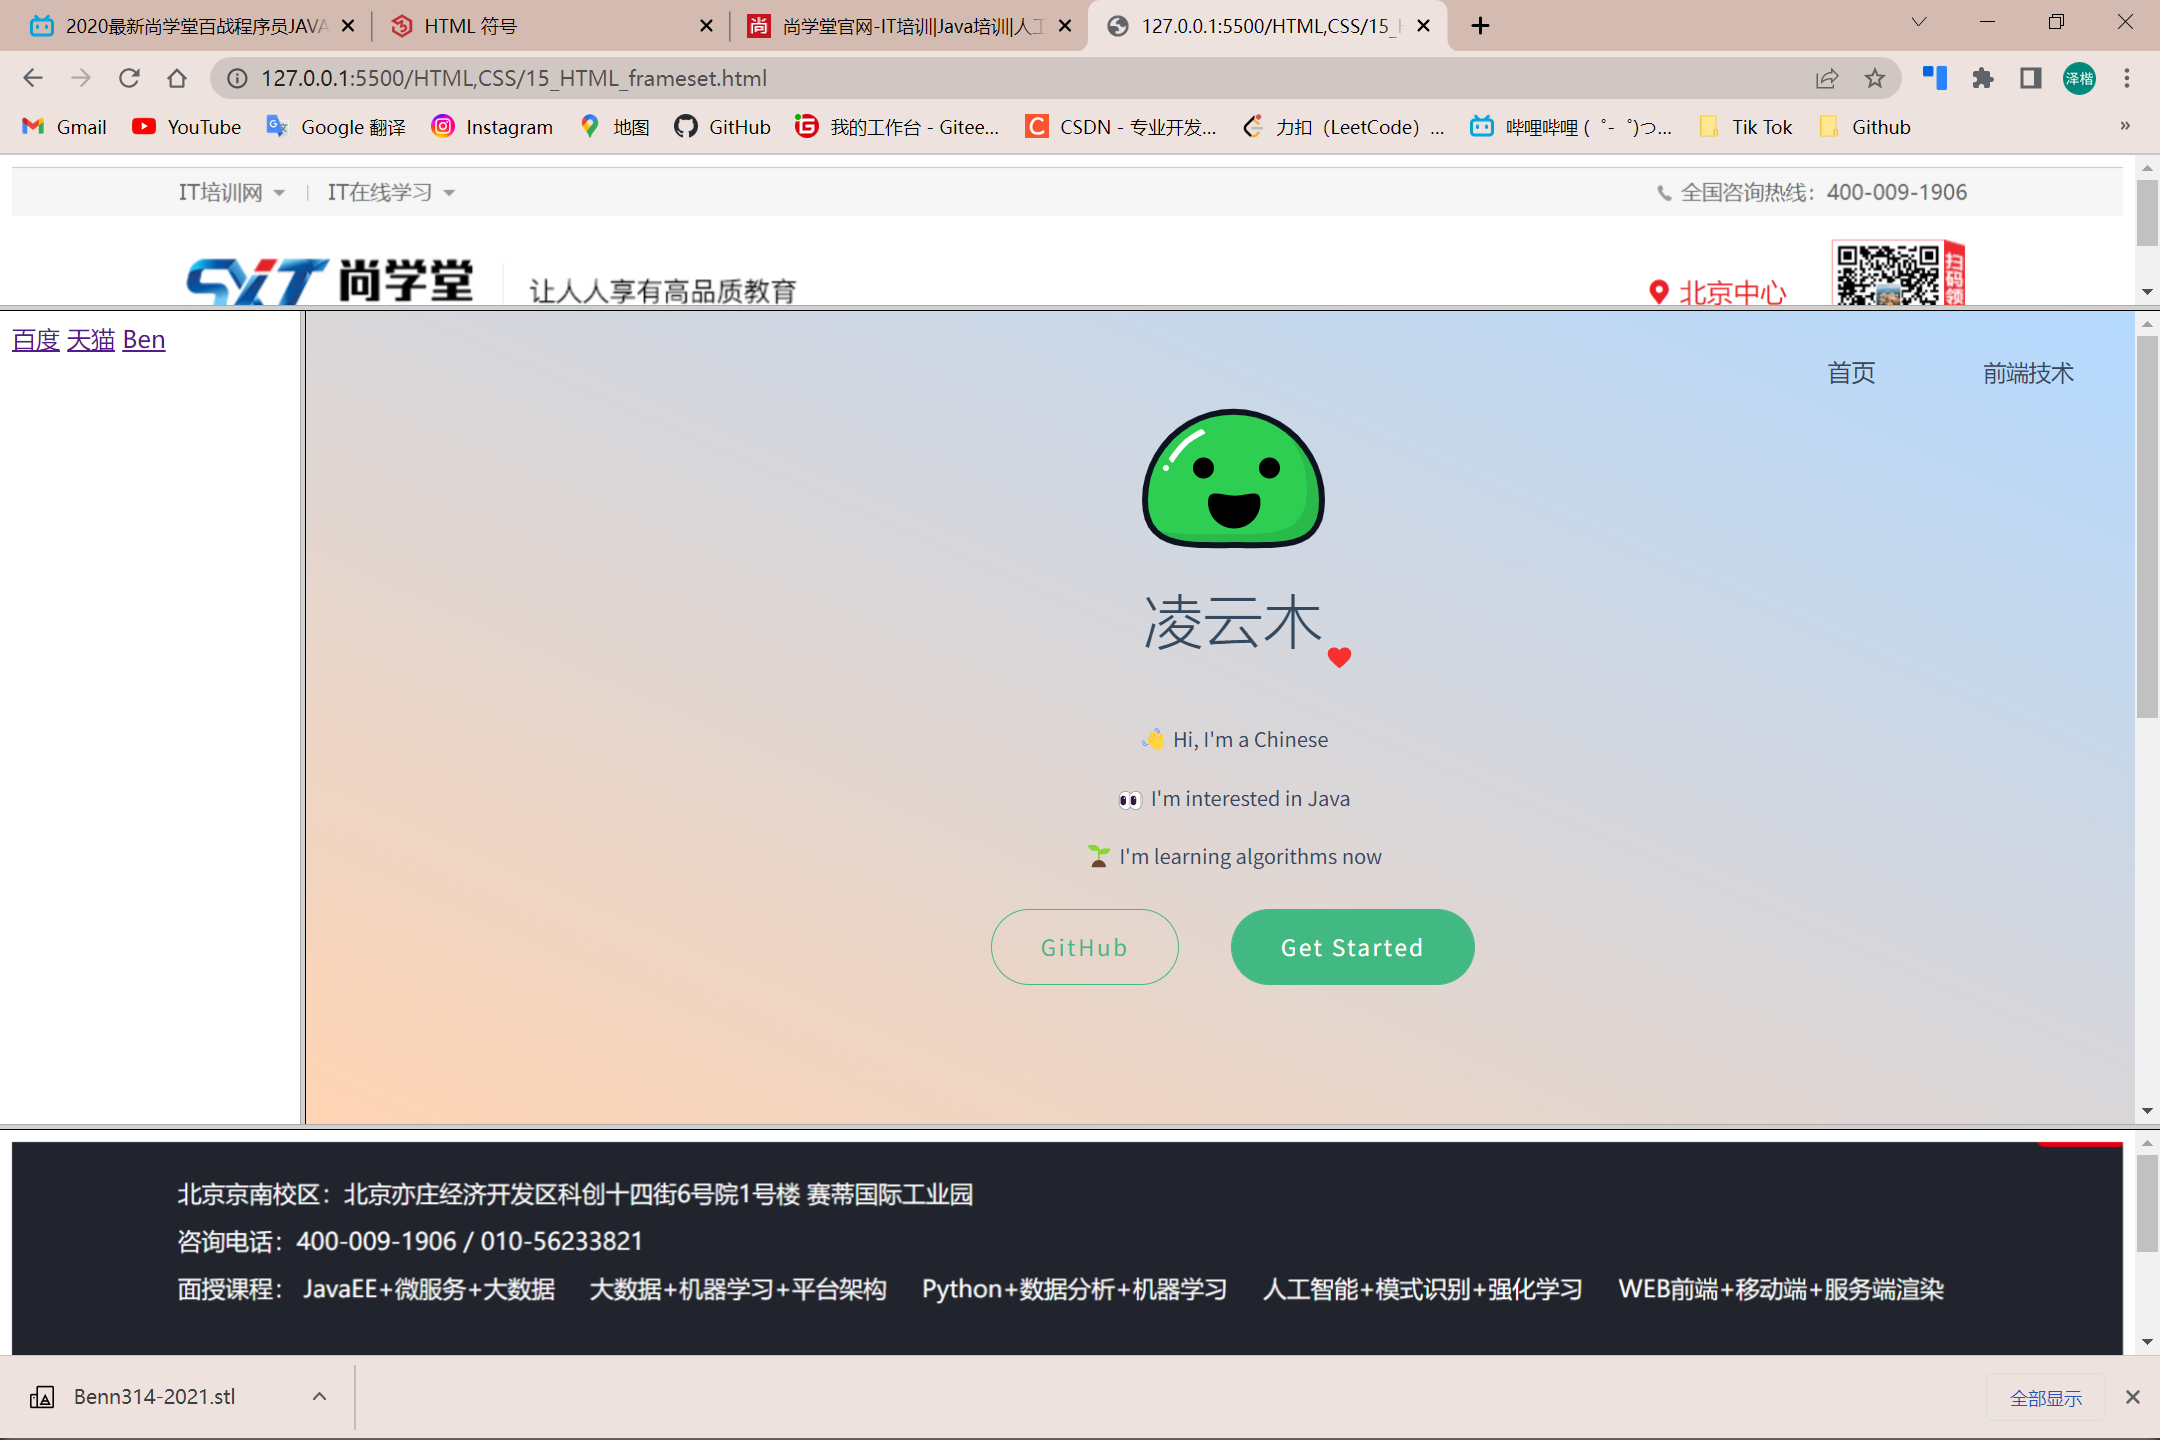 2020最新尚学堂百战程序员JAVA
HTML 符号
尚学堂官网-IT培训|Java培训|人工
127.0.0.1:5500/HTML,CSS/15_H
127.0.0.1:5500/HTML,CSS/15_HTML_frameset.html
泽楷
Gmail YouTube Google 翻译 Instagram 地图 GitHub 我的工作台 - Gitee... CSDN - 专业开发... 力扣（LeetCode）... 哔哩哔哩 (゜-゜)つ... Tik Tok Github »
IT培训网 IT在线学习 全国咨询热线：400-009-1906
SXT 尚学堂 让人人享有高品质教育 北京中心 扫码领
百度 天猫 Ben
首页 前端技术
凌云木
👋 Hi, I'm a Chinese
👀 I'm interested in Java
🌱 I'm learning algorithms now
GitHub Get Started
北京京南校区：北京亦庄经济开发区科创十四街6号院1号楼 赛蒂国际工业园
咨询电话：400-009-1906 / 010-56233821
面授课程： JavaEE+微服务+大数据 大数据+机器学习+平台架构 Python+数据分析+机器学习 人工智能+模式识别+强化学习 WEB前端+移动端+服务端渲染
Benn314-2021.stl 全部显示